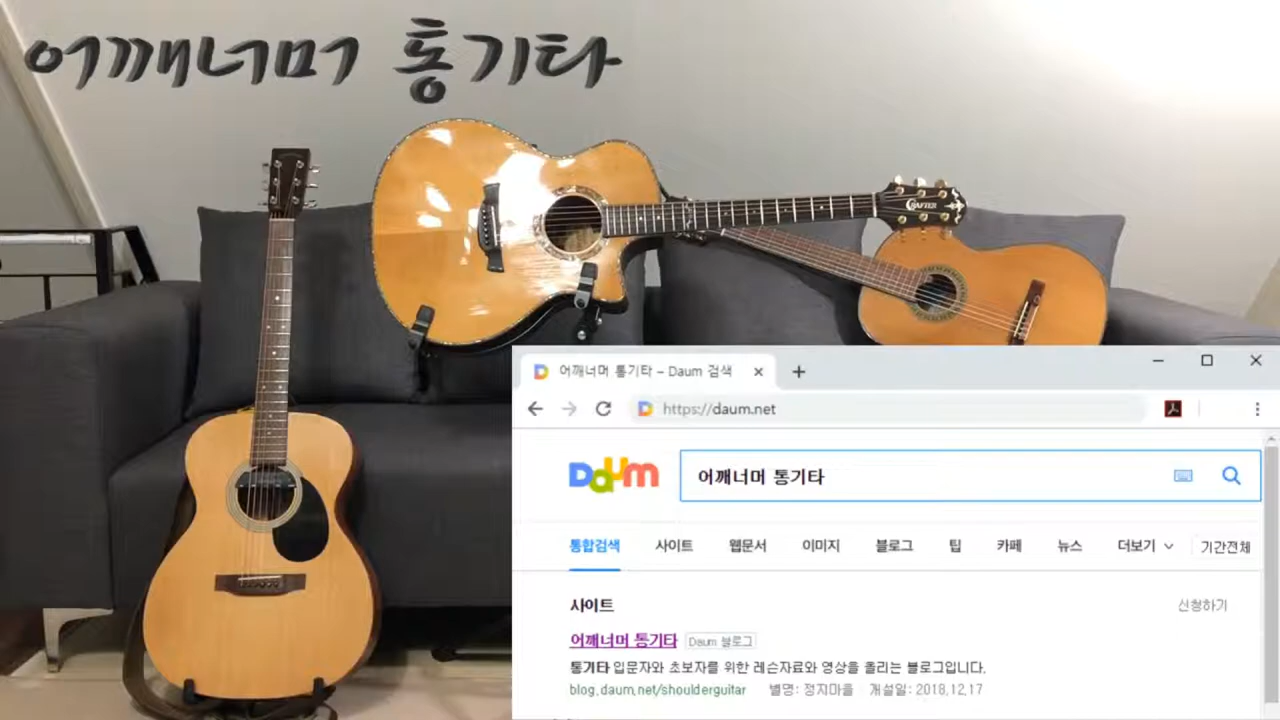 어깨너머 통기타
CRAFTER
어깨너머 통기타 – Daum 검색
https://daum.net
Daum
어깨너머 통기타
통합검색 사이트 웹문서 이미지 블로그 팁 카페 뉴스 더보기 기간전체
사이트 신청하기
어깨너머 통기타 Daum 블로그
통기타 입문자와 초보자를 위한 레슨자료와 영상을 올리는 블로그입니다.
blog.daum.net/shoulderguitar 별명: 정지마을 개설일: 2018.12.17